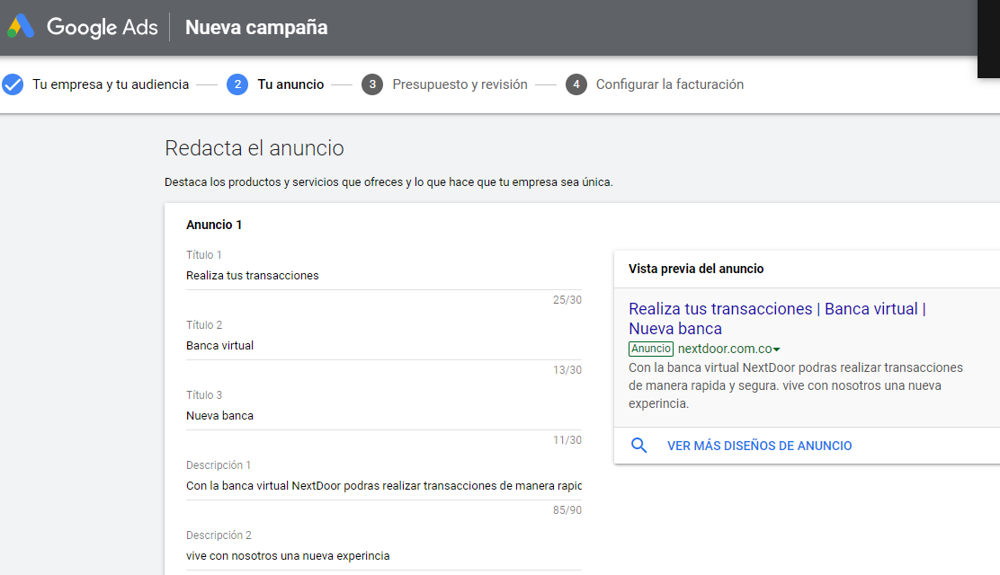 Google Ads Nueva campaña
Tu empresa y tu audiencia 2 Tu anuncio 3 Presupuesto y revisión 4 Configurar la facturación
Redacta el anuncio
Destaca los productos y servicios que ofreces y lo que hace que tu empresa sea única.
Anuncio 1
Título 1
Realiza tus transacciones
25/30
Título 2
Banca virtual
13/30
Título 3
Nueva banca
11/30
Descripción 1
Con la banca virtual NextDoor podras realizar transacciones de manera rapic
85/90
Descripción 2
vive con nosotros una nueva experincia
Vista previa del anuncio
Realiza tus transacciones | Banca virtual |
Nueva banca
Anuncio nextdoor.com.co
Con la banca virtual NextDoor podras realizar transacciones
de manera rapida y segura. vive con nosotros una nueva
experincia.
VER MÁS DISEÑOS DE ANUNCIO